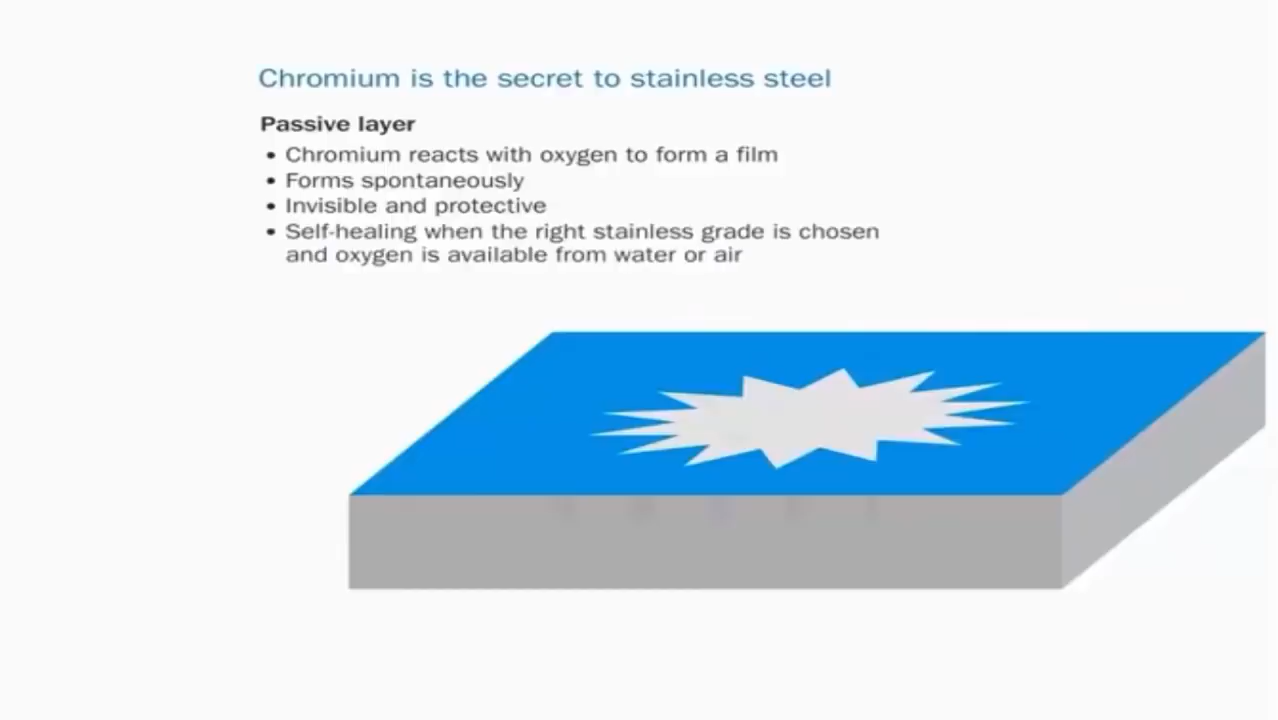 Chromium is the secret to stainless steel
Passive layer
• Chromium reacts with oxygen to form a film
• Forms spontaneously
• Invisible and protective
• Self-healing when the right stainless grade is chosen
and oxygen is available from water or air